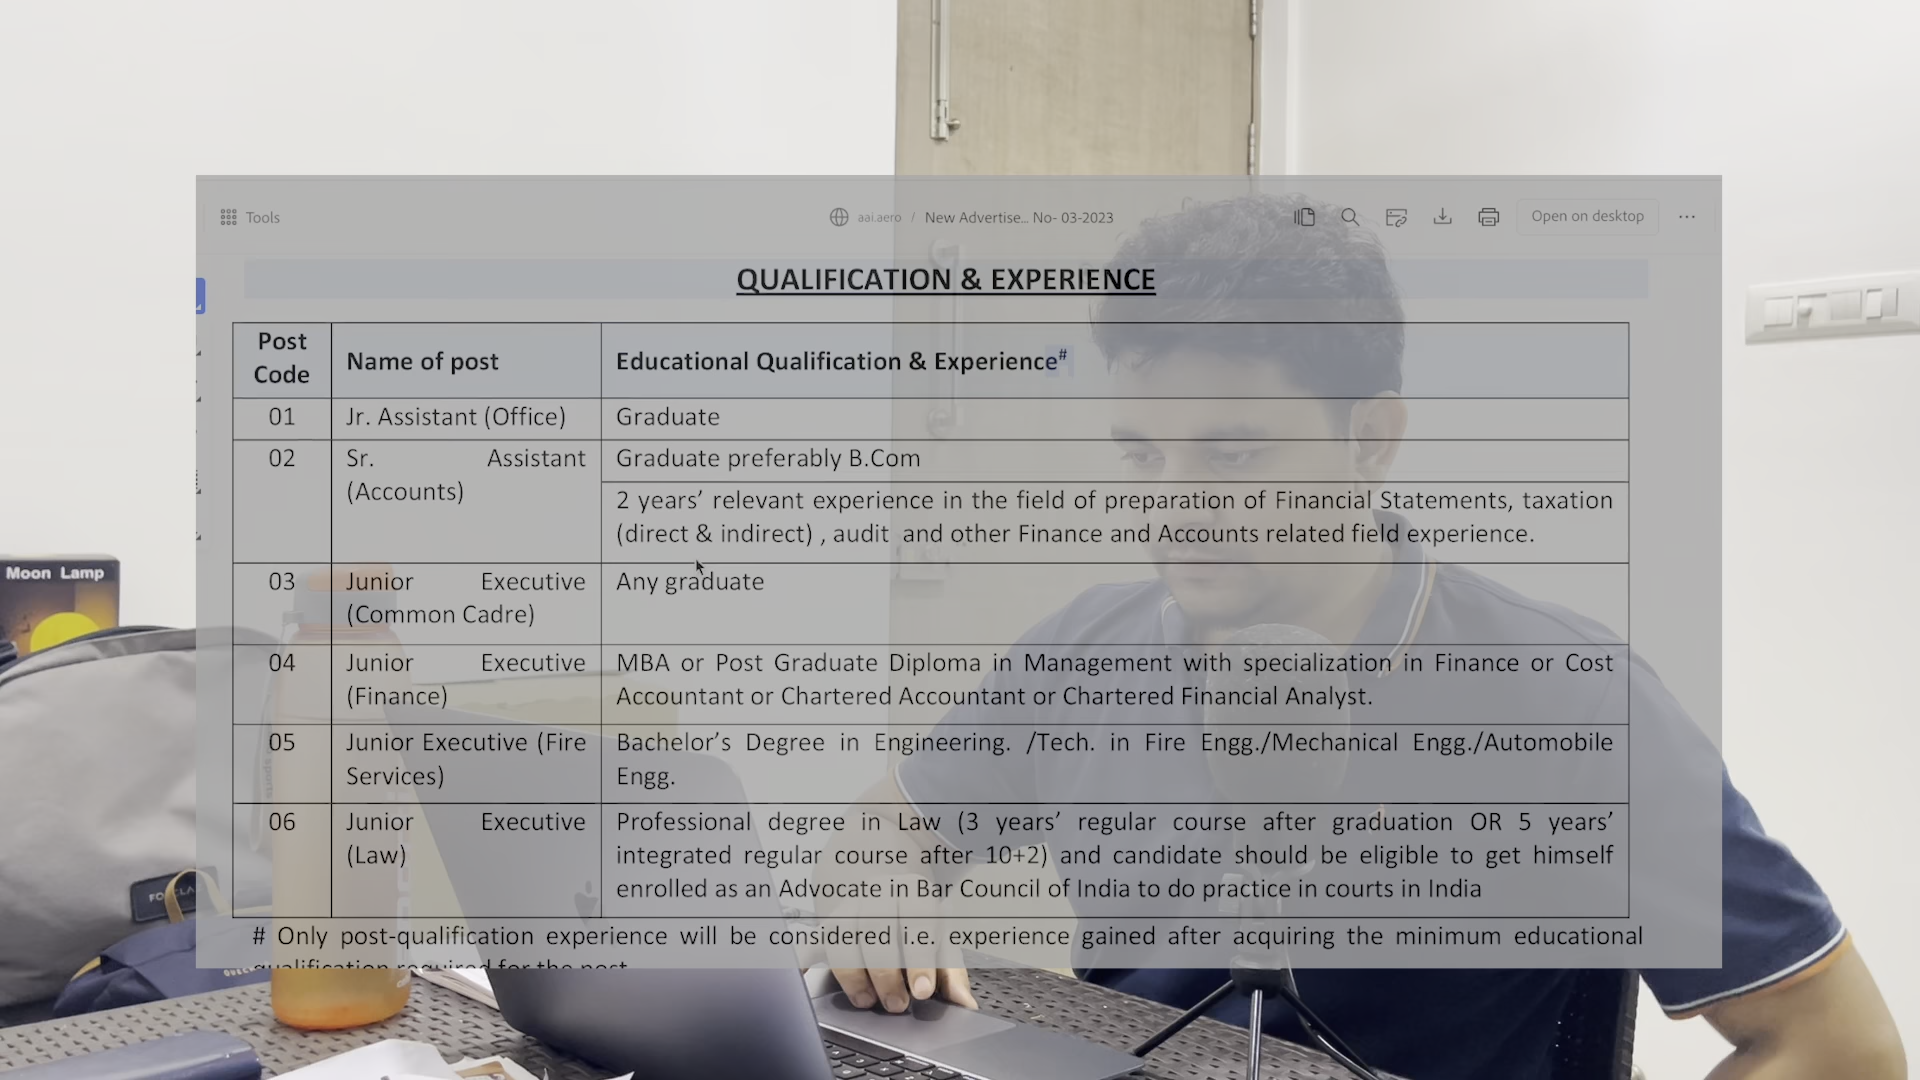 Tools
aai.aero / New Advertise... No- 03-2023
Open on desktop
QUALIFICATION & EXPERIENCE
Post Code Name of post Educational Qualification & Experience#
01 Jr. Assistant (Office) Graduate
02 Sr. Assistant (Accounts) Graduate preferably B.Com
2 years’ relevant experience in the field of preparation of Financial Statements, taxation
(direct & indirect) , audit and other Finance and Accounts related field experience.
03 Junior Executive (Common Cadre) Any graduate
04 Junior Executive (Finance) MBA or Post Graduate Diploma in Management with specialization in Finance or Cost
Accountant or Chartered Accountant or Chartered Financial Analyst.
05 Junior Executive (Fire Services) Bachelor’s Degree in Engineering. /Tech. in Fire Engg./Mechanical Engg./Automobile
Engg.
06 Junior Executive (Law) Professional degree in Law (3 years’ regular course after graduation OR 5 years’
integrated regular course after 10+2) and candidate should be eligible to get himself
enrolled as an Advocate in Bar Council of India to do practice in courts in India
# Only post-qualification experience will be considered i.e. experience gained after acquiring the minimum educational
qualification required for the post
Moon Lamp